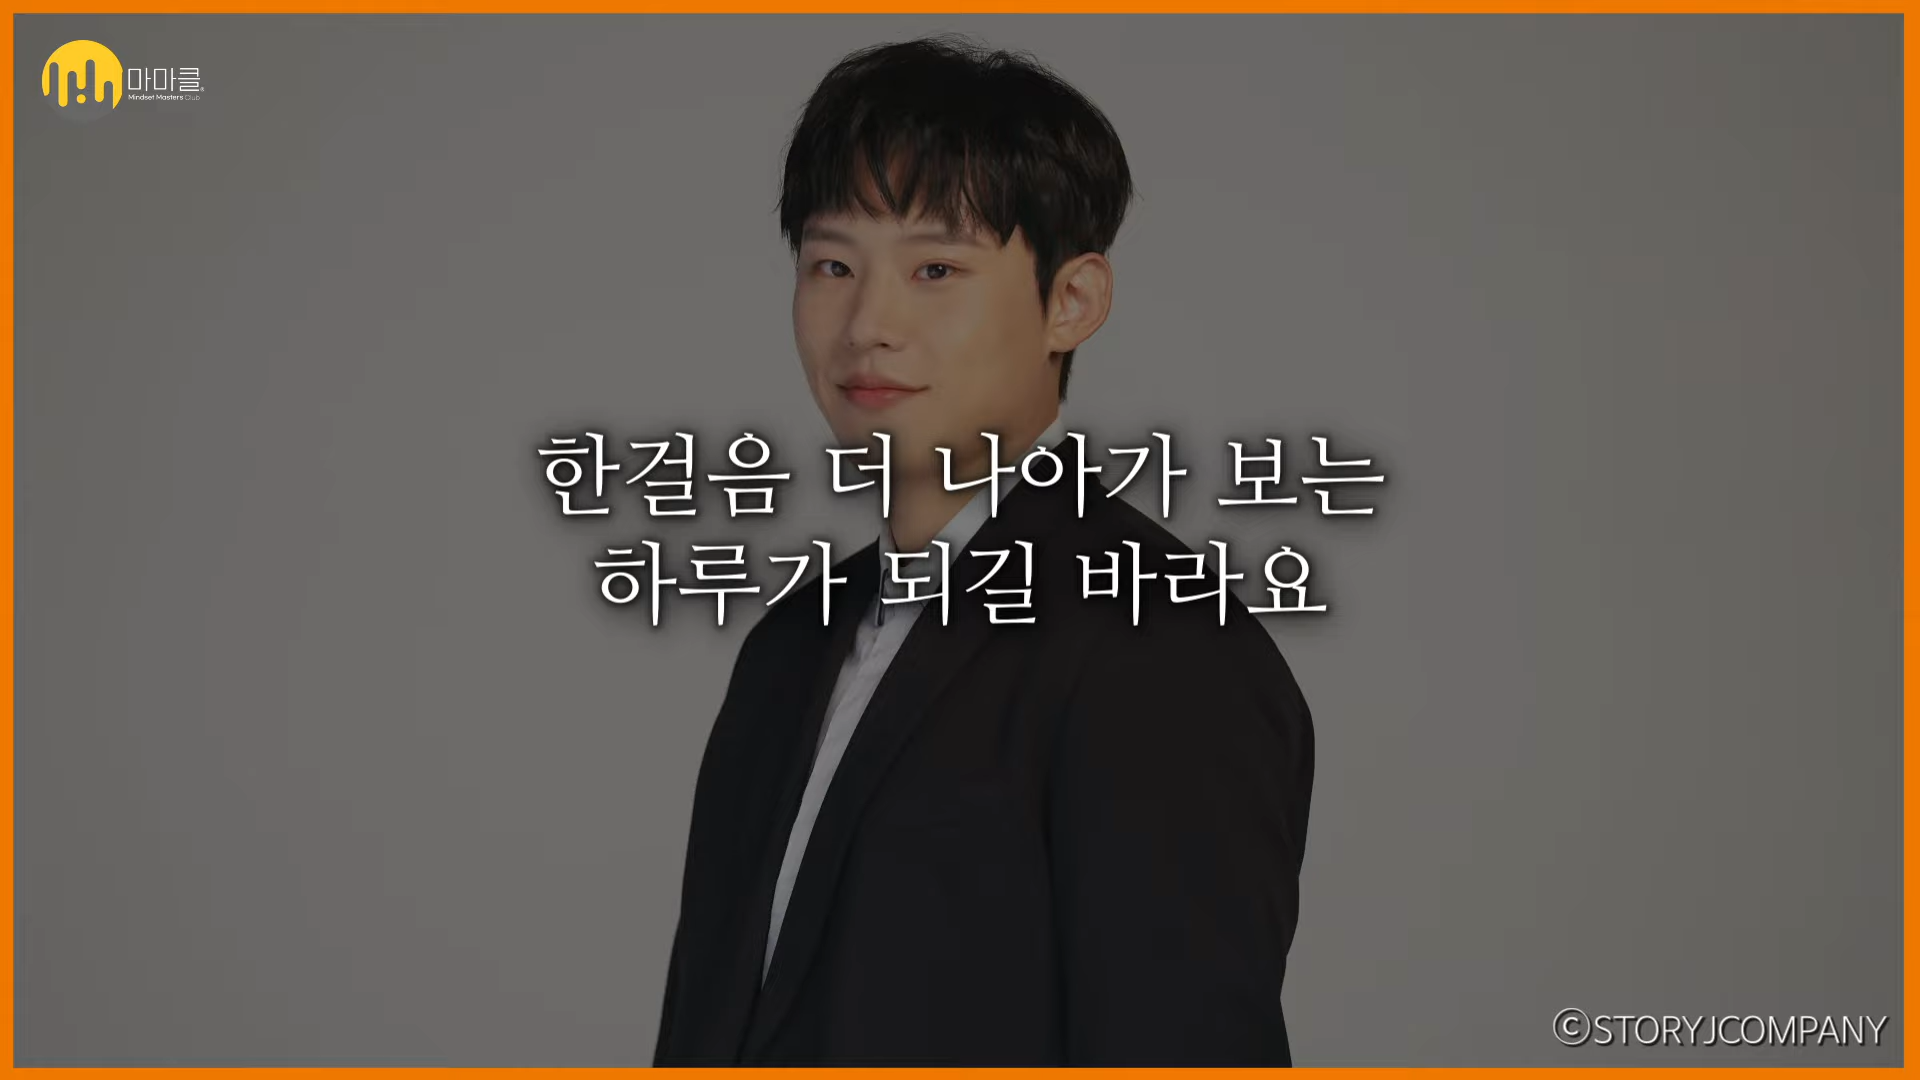 마마클
Mindset Masters Club
한걸음 더 나아가 보는
하루가 되길 바라요
ⓒSTORYJCOMPANY